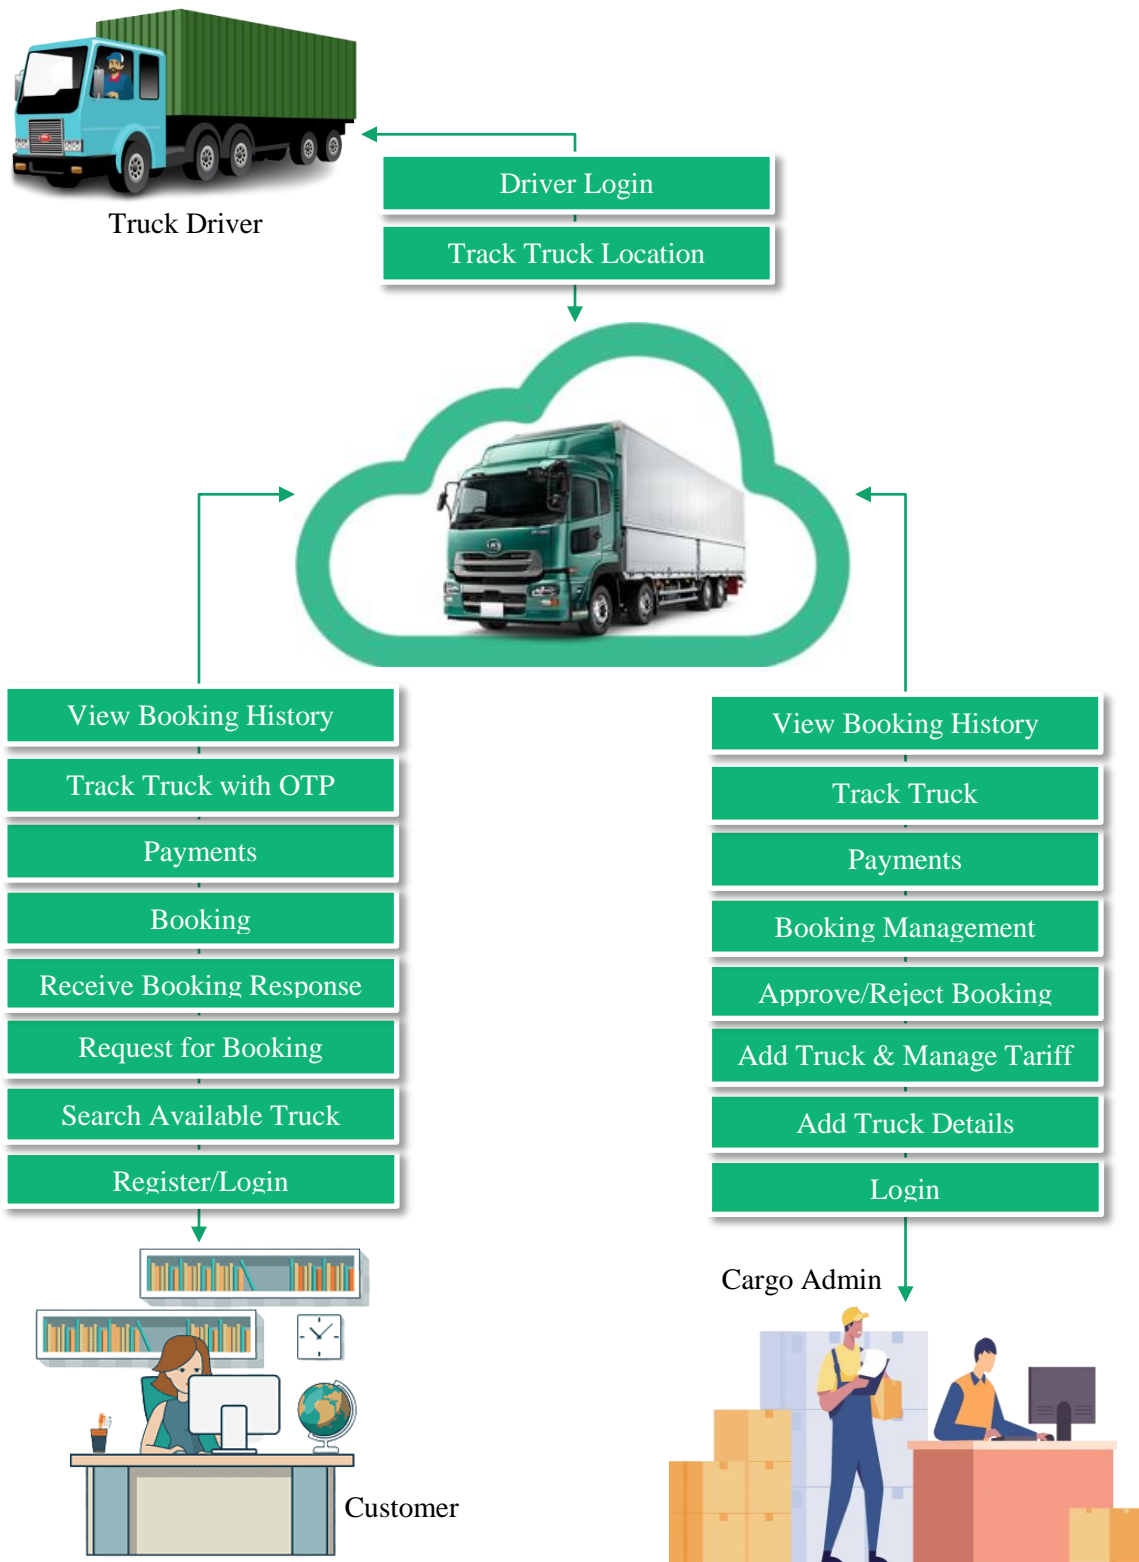 Driver Login
Truck Driver
Track Truck Location
View Booking History
Track Truck with OTP
Payments
Booking
Receive Booking Response
Request for Booking
Search Available Truck
Register/Login
Customer
View Booking History
Track Truck
Payments
Booking Management
Approve/Reject Booking
Add Truck & Manage Tariff
Add Truck Details
Login
Cargo Admin